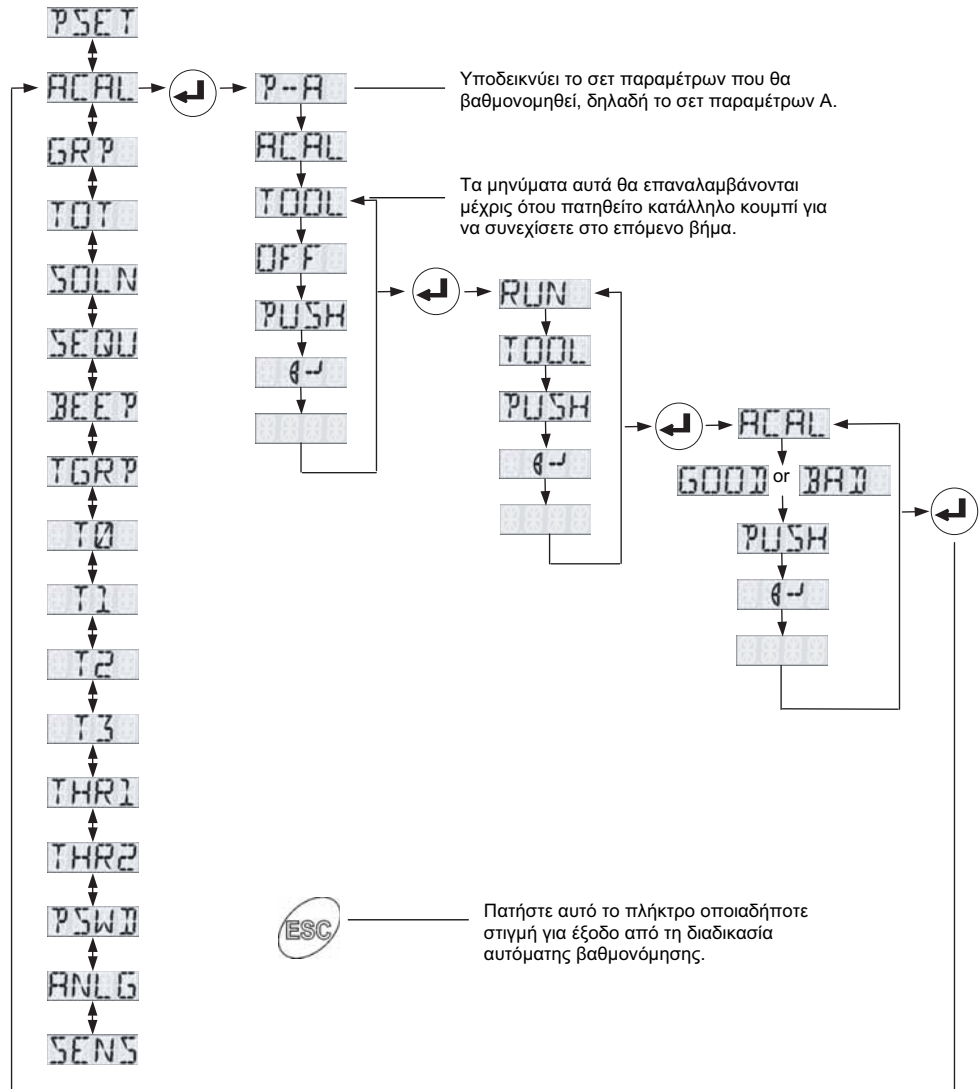 PSET
ACAL
GRP
TOT
SOLN
SEQU
BEEP
TGRP
T0
T1
T2
T3
THR1
THR2
PSWD
ANLG
SENS
P--A
Υποδεικνύει το σετ παραμέτρων που θα
βαθμονομηθεί, δηλαδή το σετ παραμέτρων Α.
ACAL
TOOL
Τα μηνύματα αυτά θα επαναλαμβάνονται
μέχρις ότου πατηθείτο κατάλληλο κουμπί για
να συνεχίσετε στο επόμενο βήμα.
OFF
PUSH
RUN
TOOL
PUSH
ACAL
GOOD or BAD
PUSH
ESC
Πατήστε αυτό το πλήκτρο οποιαδήποτε
στιγμή για έξοδο από τη διαδικασία
αυτόματης βαθμονόμησης.